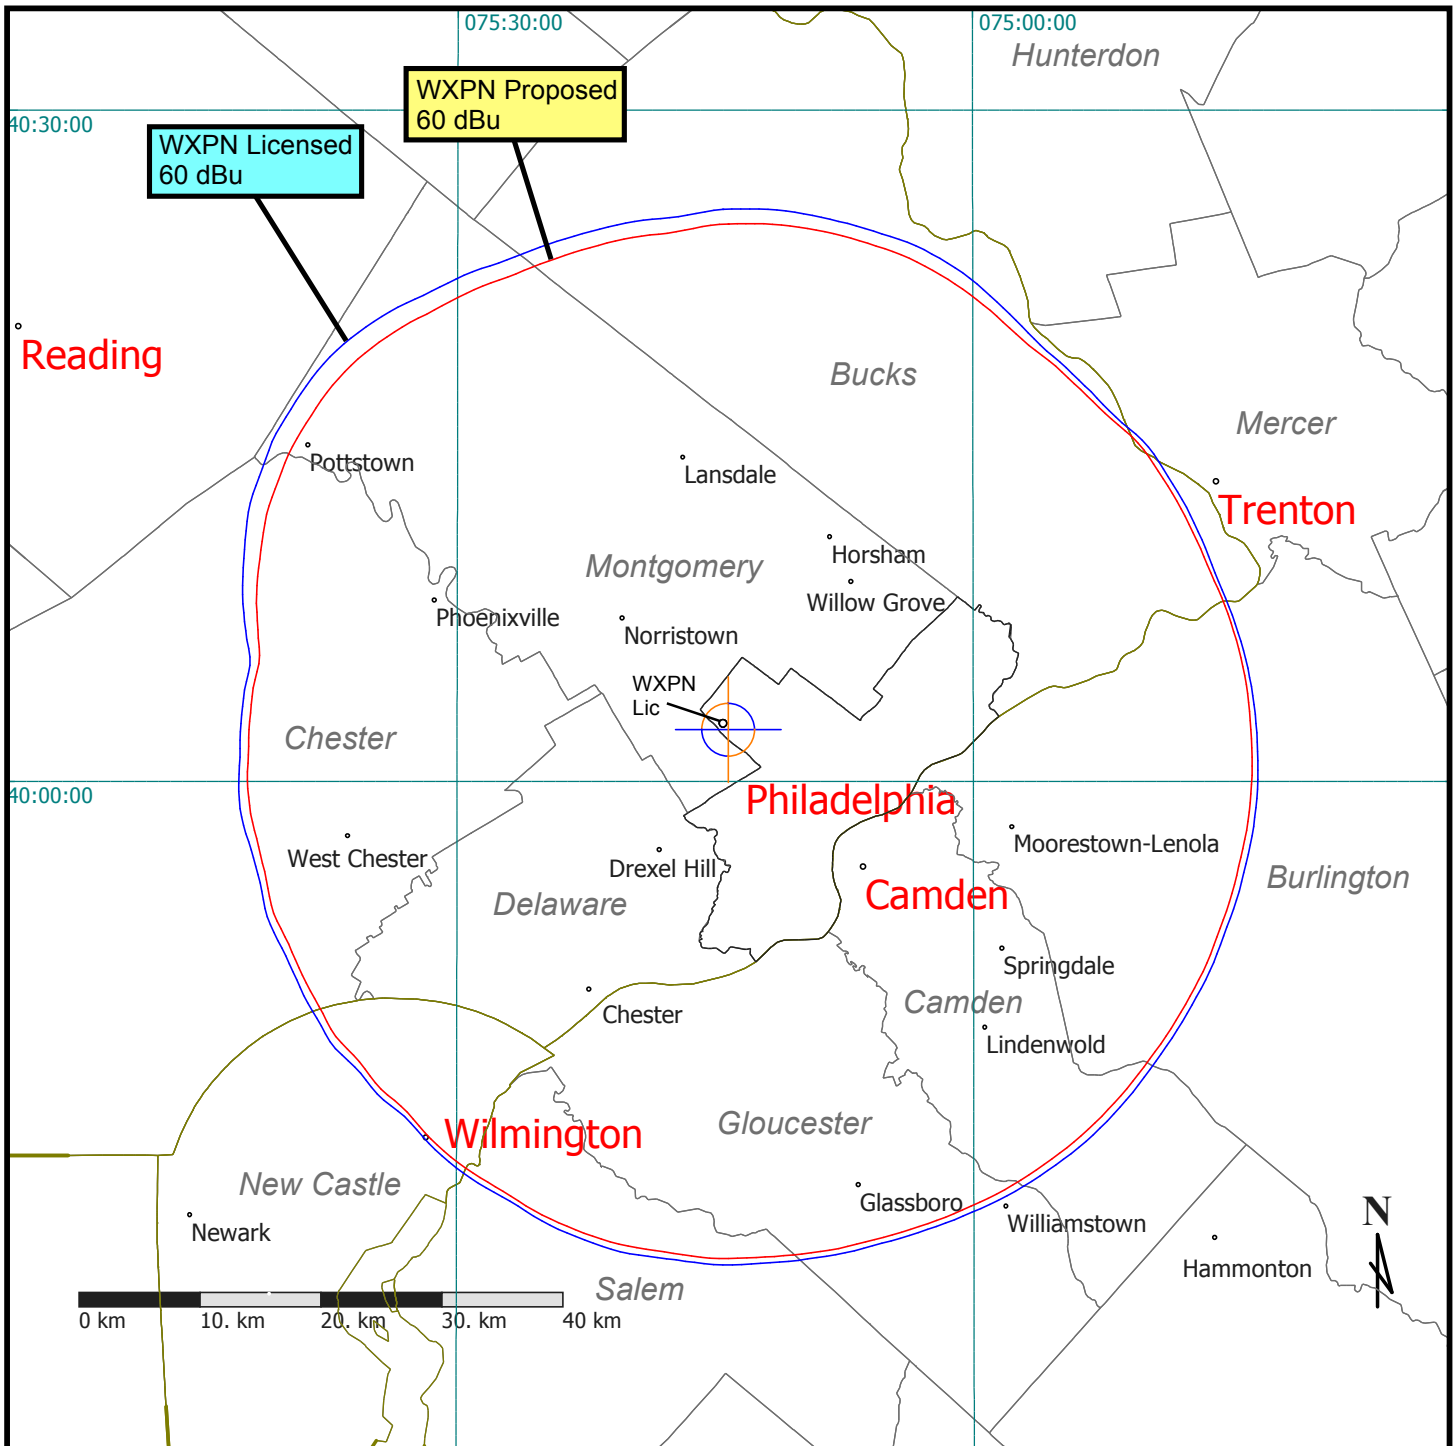 075:30:00
075:00:00
Hunterdon
WXPN Proposed
60 dBu
40:30:00
WXPN Licensed
60 dBu
Reading
Bucks
Mercer
Pottstown
Lansdale
Trenton
Horsham
Montgomery
Willow Grove
Phoenixville
Norristown
WXPN
Lic
Chester
40:00:00
Philadelphia
Moorestown-Lenola
West Chester
Drexel Hill
Burlington
Camden
Delaware
Springdale
Camden
Chester
Lindenwold
Gloucester
Wilmington
New Castle
Glassboro
N
Newark
Williamstown
Hammonton
Salem
0 km 10. km 20. km 30. km 40 km